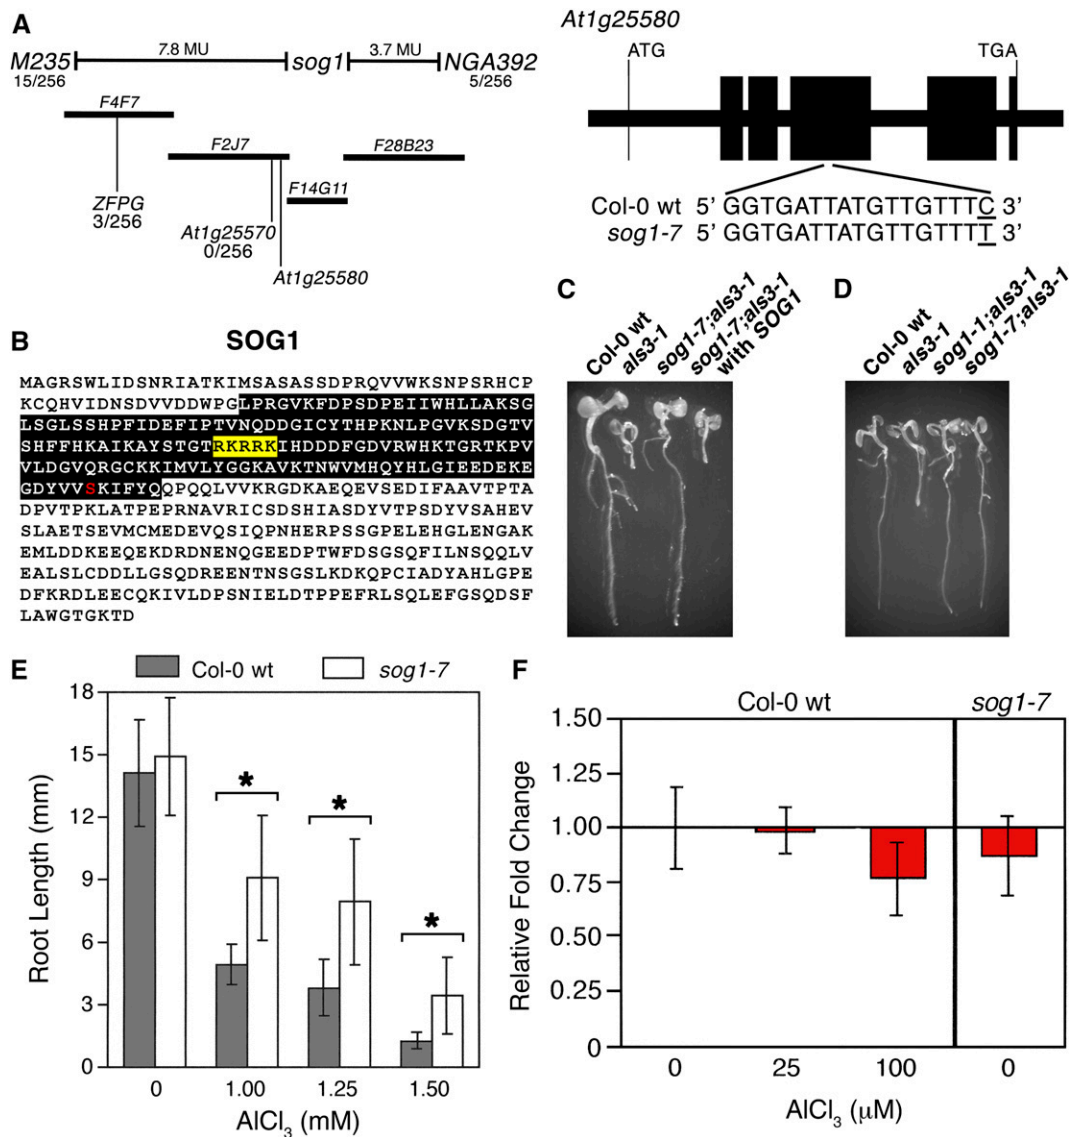 A
7.8 MU
3.7 MU
M235
sog1
NGA392
15/256
5/256
F4F7
F2J7
F28B23
F14G11
ZFPG
3/256
At1g25570
0/256
At1g25580
At1g25580
ATG
TGA
Col-0 wt 5’ GGTGATTATGTTGTTTC 3’
sog1-7 5’ GGTGATTATGTTGTTTT 3’
B
SOG1
MAGRSWLIDSNRIATKIMSASASSDPRQVVWKSNPSRHCP
KCQHVIDNSDVVDDWPGLPRGVKFDPSDPEIIWHLLAKSG
LSGLSSHPFIDEFIPTVNQDDGICYTHPKNLPGVKSDGTV
SHFFHKAIKAYSTGTRKRRKIHDDDFGDVRWHKTGRTKPV
VLDGVQRGCKKIMVLYGGKAVKTNWVMHQYHLGIEEDEKE
GDYVVSKIFYQQPQQLVVKRGDKAEQEVSEDIFAAVTPTA
DPVTPKLATPEPRNAVRICSDSHIASDYVTPSDYVSAHEV
SLAETSEVMCMEDEVQSIQPNHERPSSGPELEHGLENGAK
EMLDDKEEQEKDRDNENQGEEDPTWFDSGSQFILNSQQLV
EALSLCDDLLGSQDREENTNSGSLKDKQPCIADYAHLGPE
DFKRDLEECQKIVLDPSNIELDTPPEFRLSQLEFGSQDSF
LAWGTGKTD
C
Col-0 wt
als3-1
sog1-7;als3-1
sog1-7;als3-1
with SOG1
D
Col-0 wt
als3-1
sog1-1;als3-1
sog1-7;als3-1
E
Col-0 wt
sog1-7
Root Length (mm)
18
15
12
9
6
3
0
*
*
*
0
1.00
1.25
1.50
AlCl3 (mM)
F
Col-0 wt
sog1-7
Relative Fold Change
1.50
1.25
1.00
0.75
0.50
0.25
0
0
25
100
0
AlCl3 (μM)